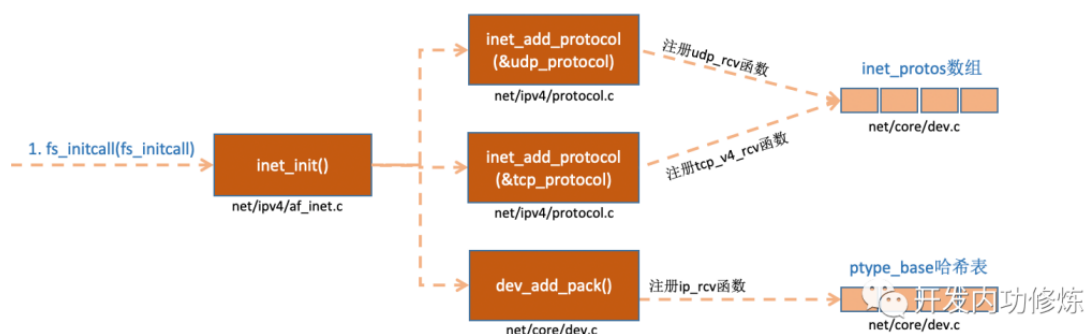 1. fs_initcall(fs_initcall)
inet_init()
net/ipv4/af_inet.c
inet_add_protocol
(&udp_protocol)
net/ipv4/protocol.c
注册udp_rcv函数
inet_protos数组
net/core/dev.c
inet_add_protocol
(&tcp_protocol)
net/ipv4/protocol.c
注册tcp_v4_rcv函数
dev_add_pack()
net/core/dev.c
注册ip_rcv函数
ptype_base哈希表
net/core/dev.c
开发内功修炼